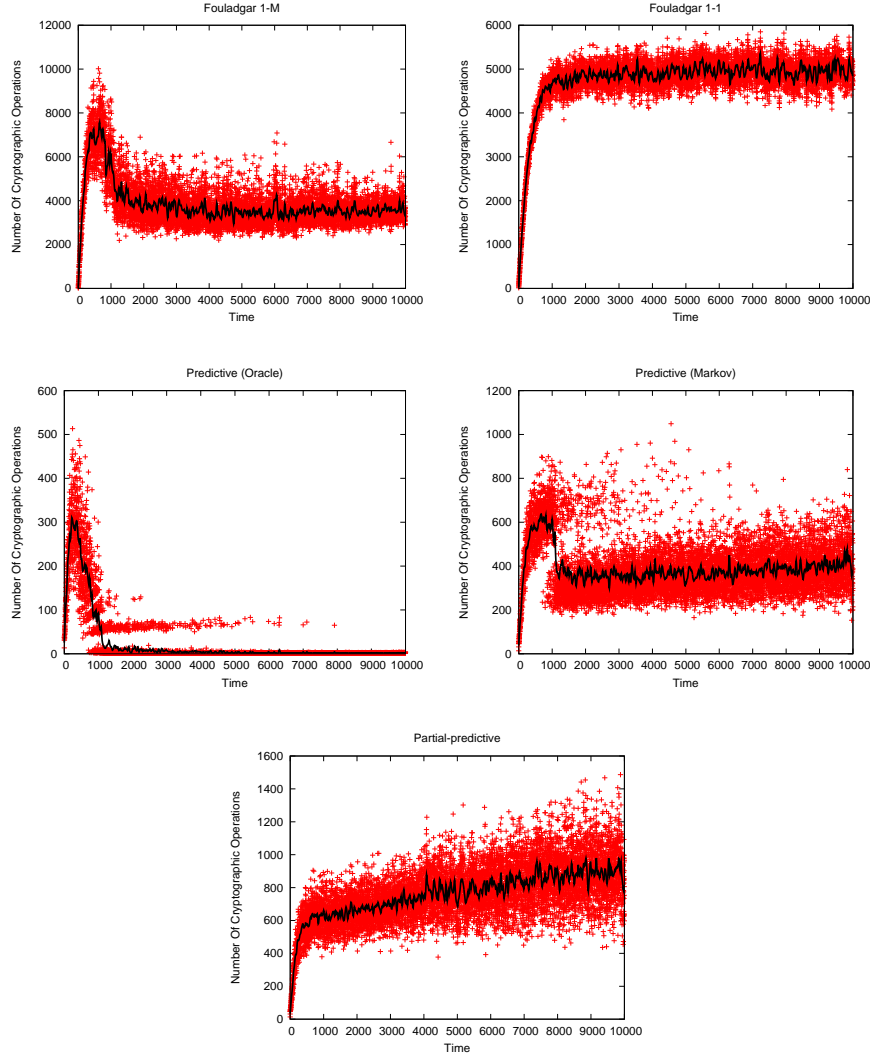 Fouladgar 1-M
Number Of Cryptographic Operations
12000
10000
8000
6000
4000
2000
0
0 1000 2000 3000 4000 5000 6000 7000 8000 9000 10000
Time
Fouladgar 1-1
Number Of Cryptographic Operations
6000
5000
4000
3000
2000
1000
0
0 1000 2000 3000 4000 5000 6000 7000 8000 9000 10000
Time
Predictive (Oracle)
Number Of Cryptographic Operations
600
500
400
300
200
100
0
0 1000 2000 3000 4000 5000 6000 7000 8000 9000 10000
Time
Predictive (Markov)
Number Of Cryptographic Operations
1200
1000
800
600
400
200
0
0 1000 2000 3000 4000 5000 6000 7000 8000 9000 10000
Time
Partial-predictive
Number Of Cryptographic Operations
1600
1400
1200
1000
800
600
400
200
0
0 1000 2000 3000 4000 5000 6000 7000 8000 9000 10000
Time